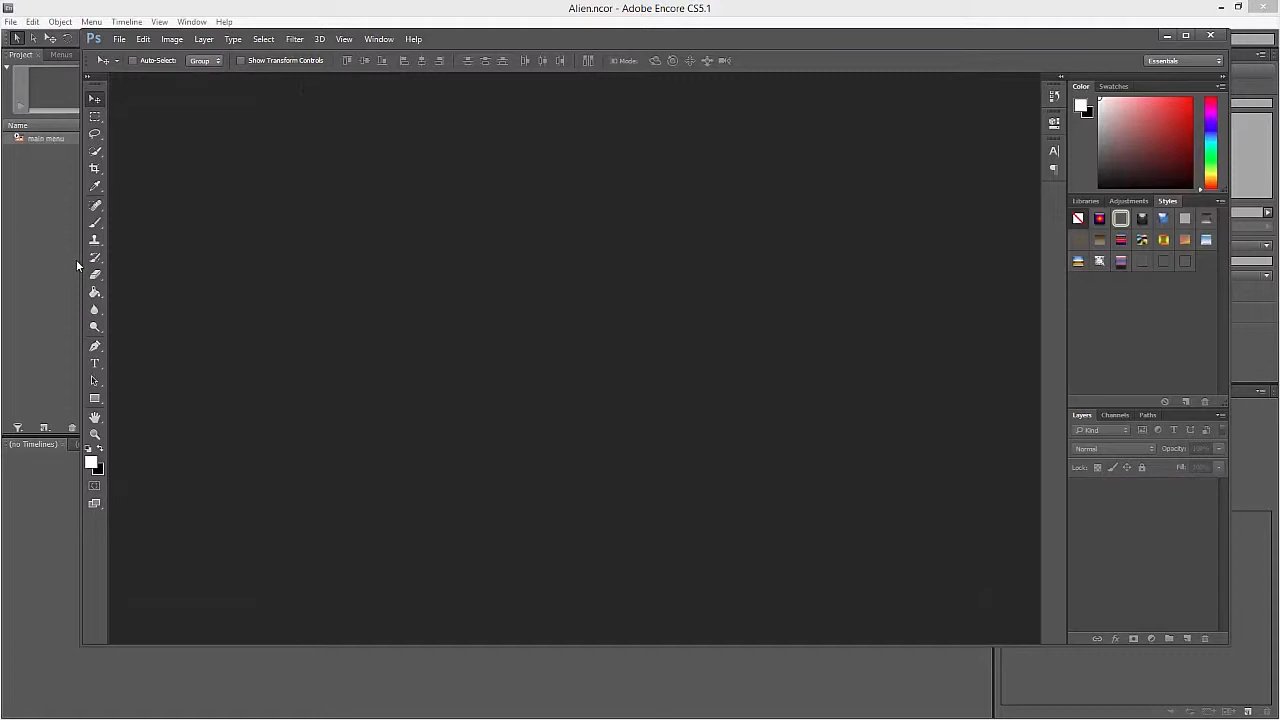 En
Alien.ncor - Adobe Encore CS5.1
File Edit Object Menu Timeline View Window Help
Ps File Edit Image Layer Type Select Filter 3D View Window Help
Auto-Select: Group Show Transform Controls 3D Mode: Essentials
Project Menus
Color Swatches
Name
main menu
Libraries Adjustments Styles
Layers Channels Paths
Kind
(no Timelines)
Normal Opacity:
Lock: Fill: